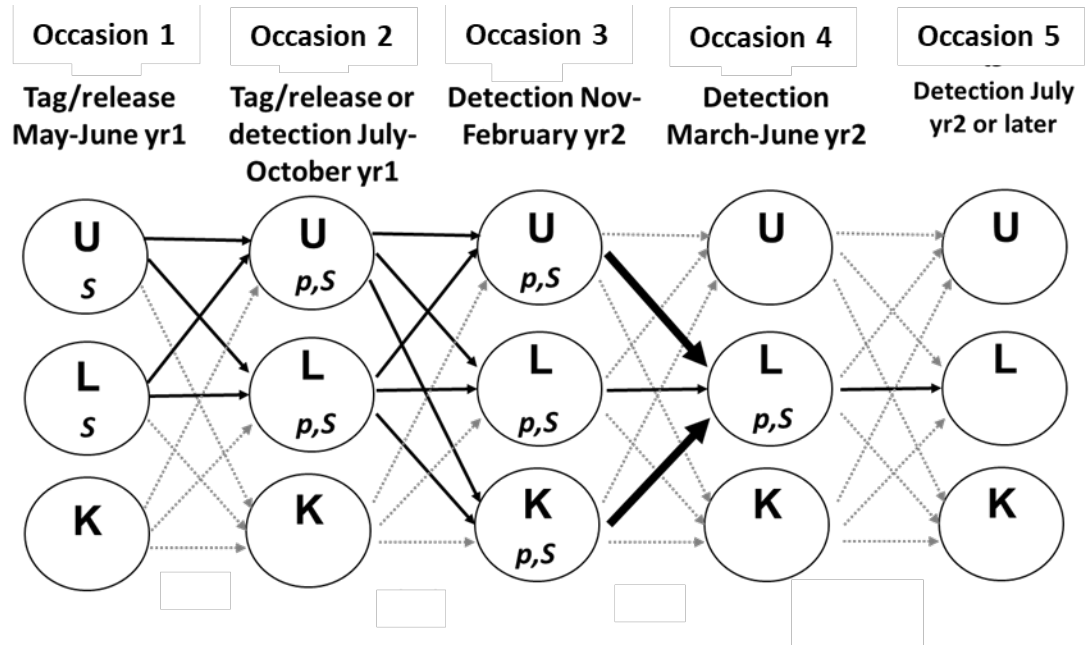 Occasion 1
Occasion 2
Occasion 3
Occasion 4
Occasion 5
Tag/release
May-June yr1
Tag/release or
detection July-
October yr1
Detection Nov-
February yr2
Detection
March-June yr2
Detection July
yr2 or later
U
S
U
p,S
U
p,S
U
U
L
S
L
p,S
L
p,S
L
p,S
L
K
K
K
p,S
K
K